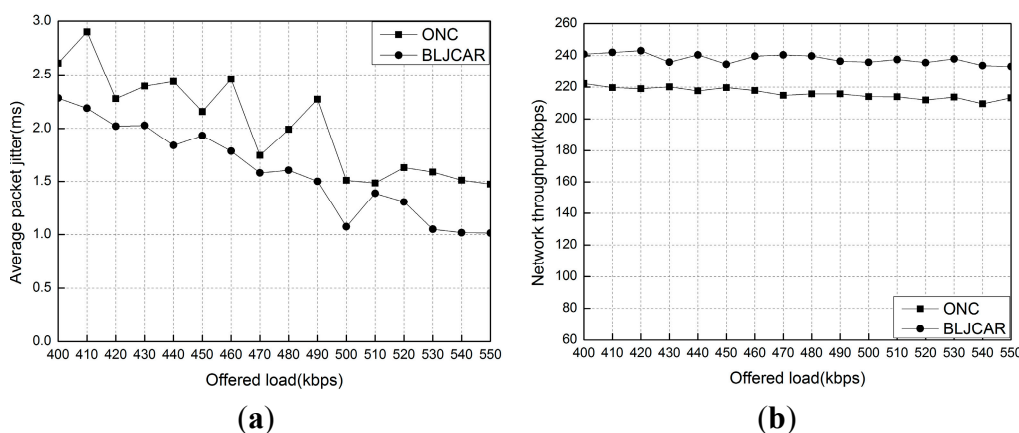 3.0
2.5
2.0
1.5
1.0
0.5
0.0
Average packet jitter(ms)
ONC
BLJCAR
400 410 420 430 440 450 460 470 480 490 500 510 520 530 540 550
Offered load(kbps)
(a)
260
240
220
200
180
160
140
120
100
80
60
Network throughput(kbps)
ONC
BLJCAR
400 410 420 430 440 450 460 470 480 490 500 510 520 530 540 550
Offered load(kbps)
(b)